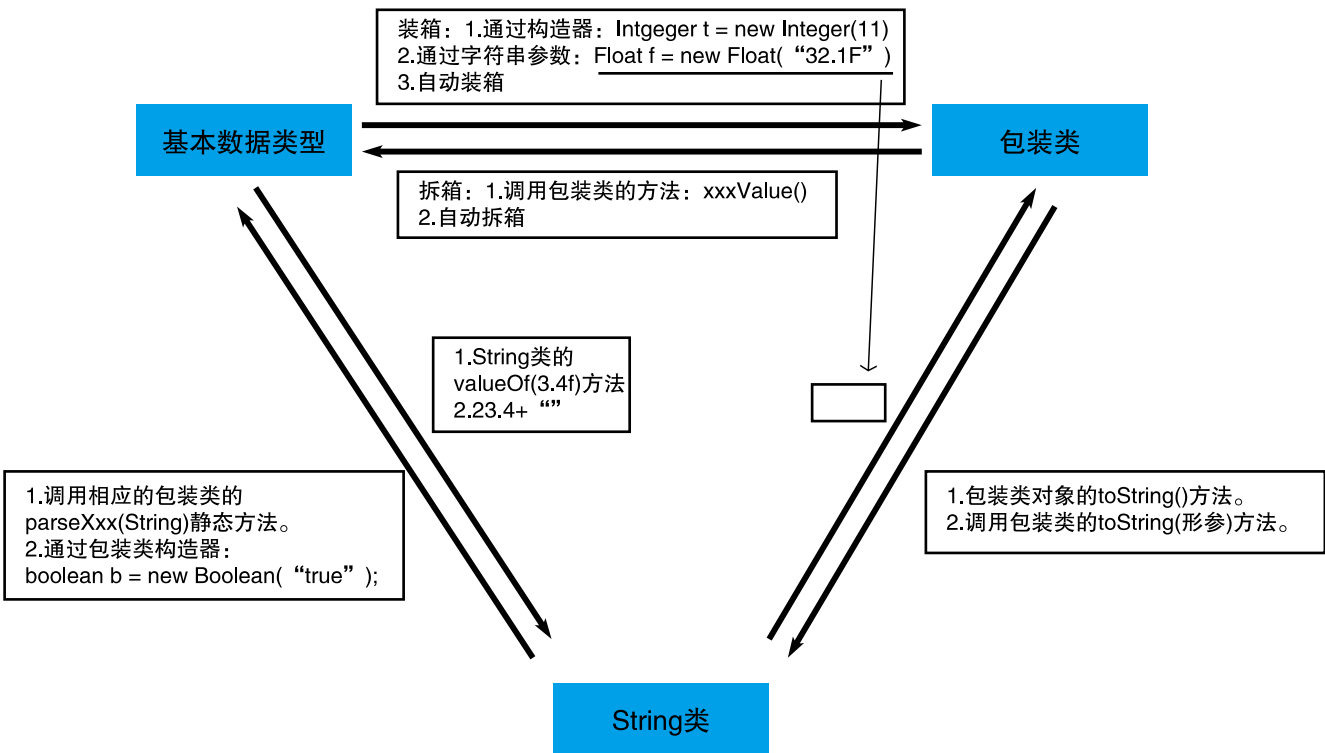 装箱：1.通过构造器：Intgeger t = new Integer(11)
2.通过字符串参数：Float f = new Float(“32.1F”)
3.自动装箱
基本数据类型
包装类
拆箱：1.调用包装类的方法：xxxValue()
2.自动拆箱
1.String类的
valueOf(3.4f)方法
2.23.4+“”
1.调用相应的包装类的
parseXxx(String)静态方法。
2.通过包装类构造器：
boolean b = new Boolean(“true”);
1.包装类对象的toString()方法。
2.调用包装类的toString(形参)方法。
String类